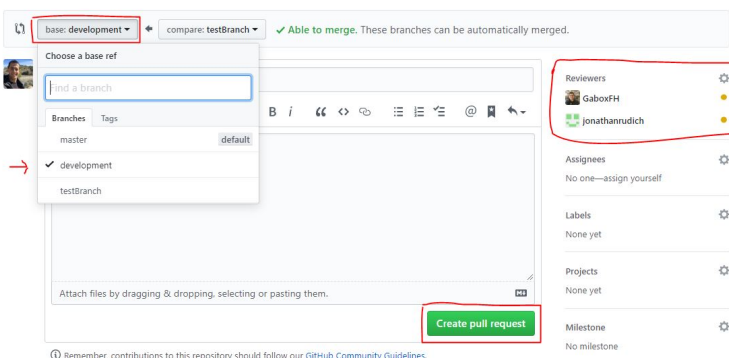 base: development compare: testBranch ✓ Able to merge. These branches can be automatically merged.
Choose a base ref
Find a branch
Branches Tags
master default
development
testBranch
Attach files by dragging & dropping, selecting or pasting them.
Create pull request
Remember, contributions to this repository should follow our GitHub Community Guidelines.
Reviewers
GaboxFH
jonathanrudich
Assignees
No one—assign yourself
Labels
None yet
Projects
None yet
Milestone
No milestone